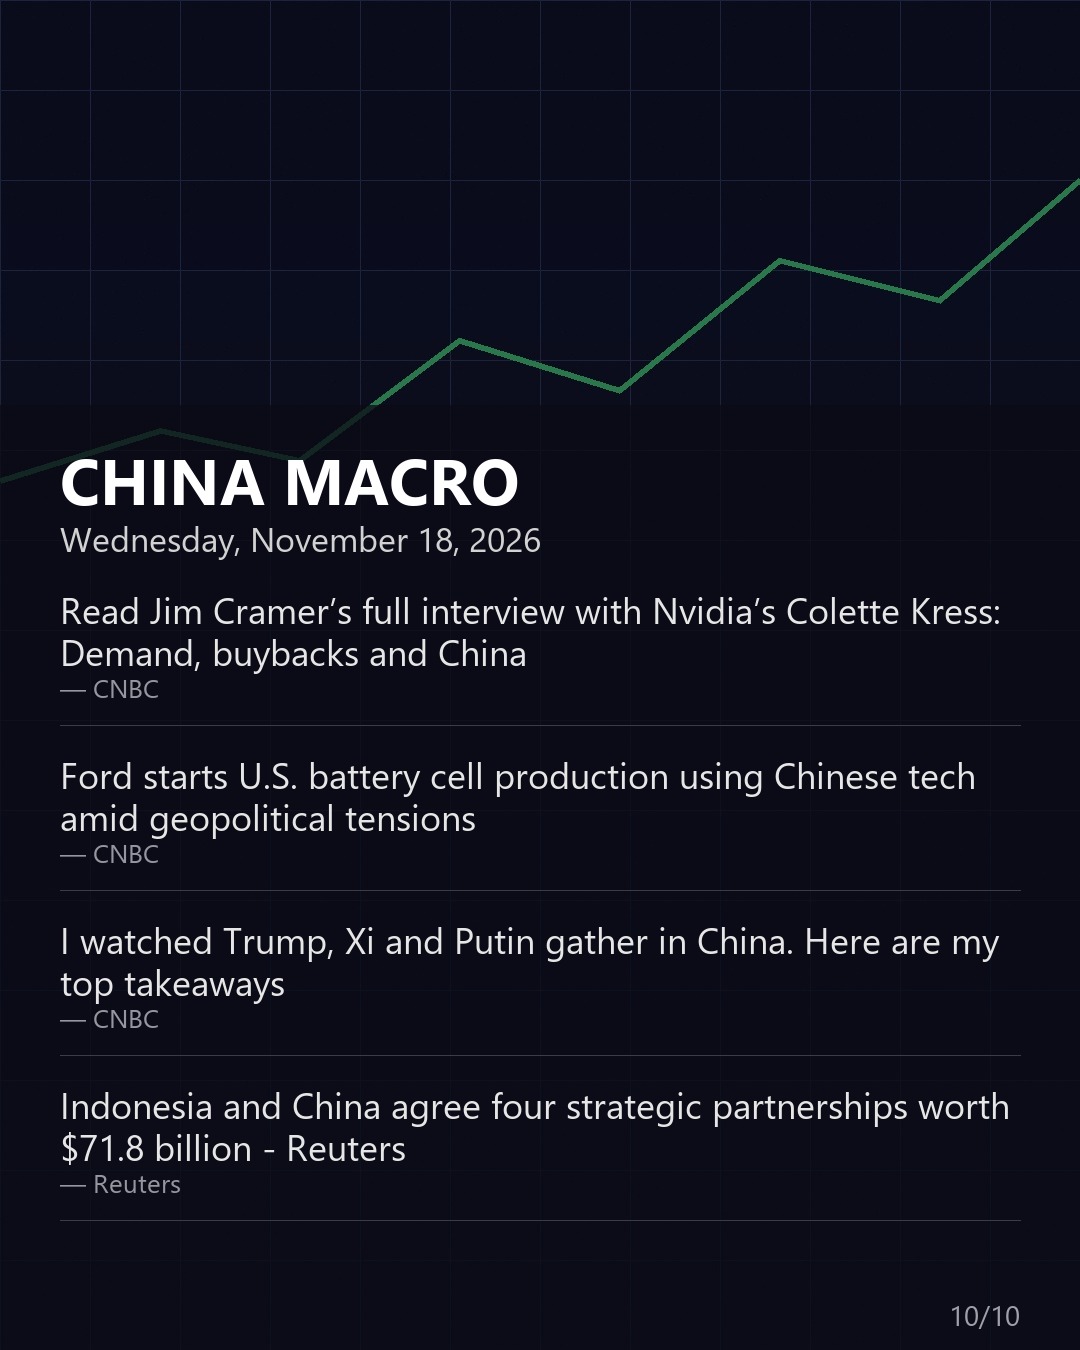 CHINA MACRO
Wednesday, November 18, 2026
Read Jim Cramer’s full interview with Nvidia’s Colette Kress:
Demand, buybacks and China
— CNBC
Ford starts U.S. battery cell production using Chinese tech
amid geopolitical tensions
— CNBC
I watched Trump, Xi and Putin gather in China. Here are my
top takeaways
— CNBC
Indonesia and China agree four strategic partnerships worth
$71.8 billion - Reuters
— Reuters
10/10